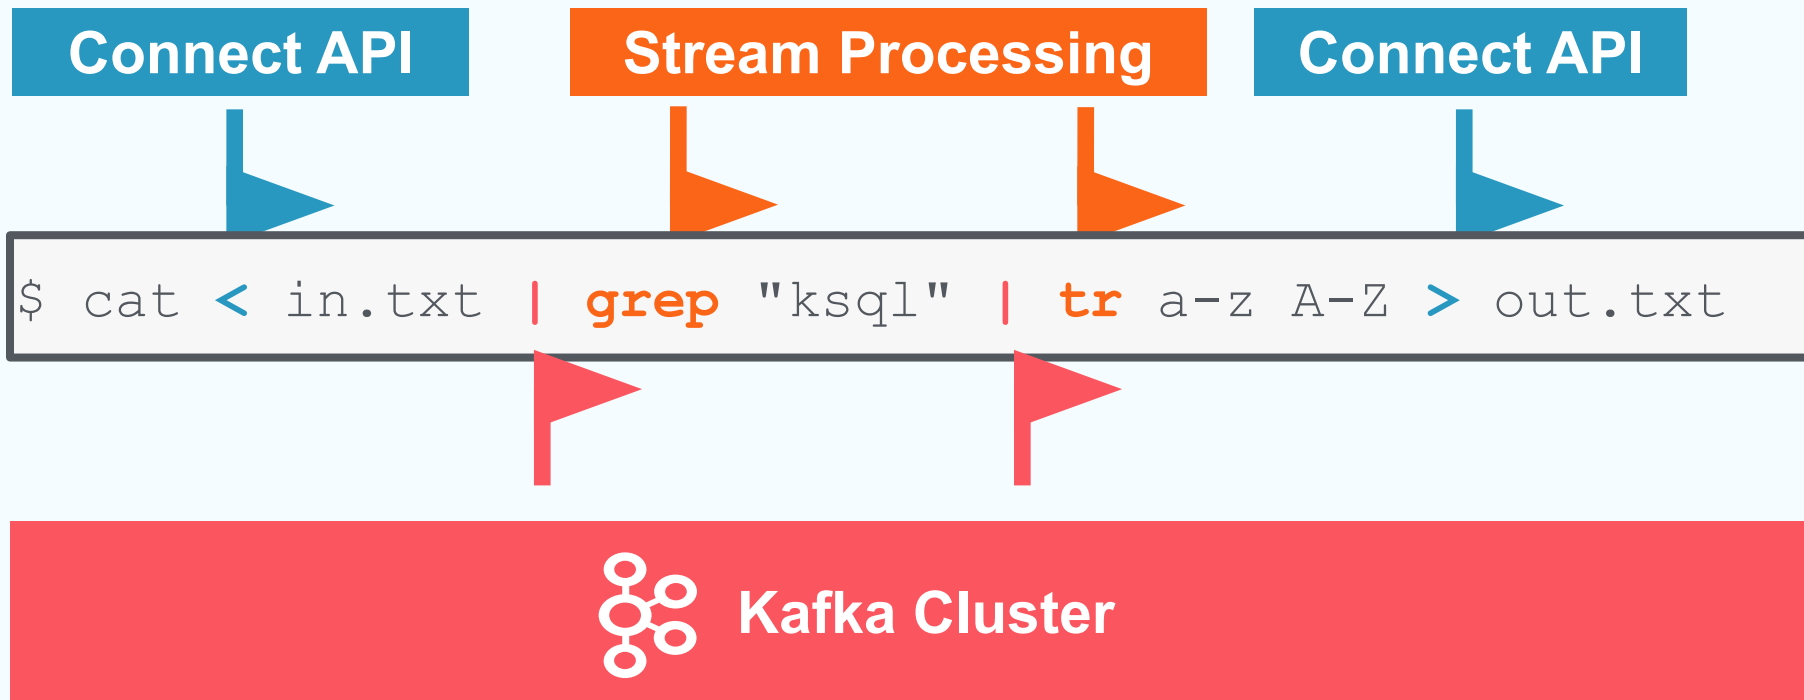 Connect API Stream Processing Connect API
$ cat < in.txt | grep "ksql" | tr a-z A-Z > out.txt
Kafka Cluster